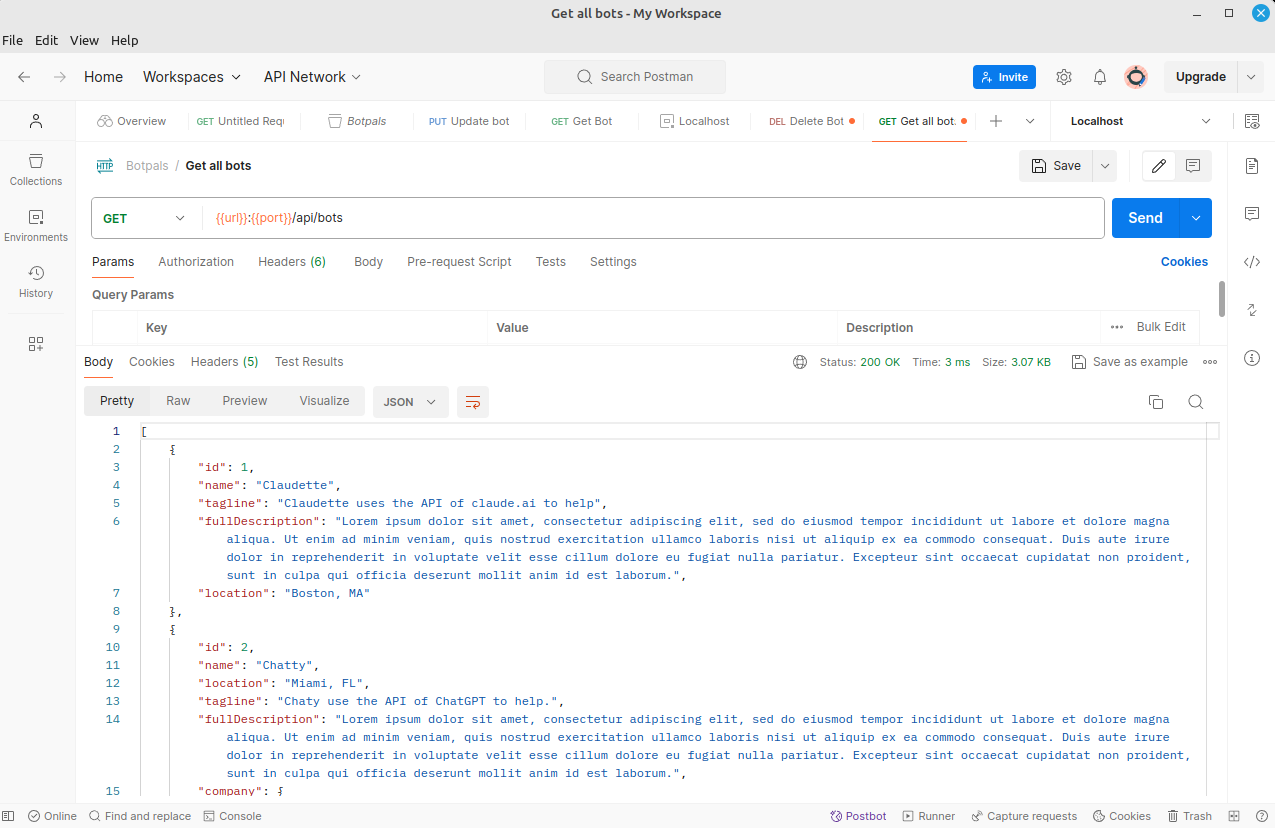 Get all bots - My Workspace
File Edit View Help
Home Workspaces API Network Search Postman Invite Upgrade
Overview GET Untitled Requ Botpals PUT Update bot GET Get Bot Localhost DEL Delete Bot GET Get all bot. Localhost
HTTP Botpals / Get all bots Save
Collections
GET {{url}}:{{port}}/api/bots Send
Environments
Params Authorization Headers (6) Body Pre-request Script Tests Settings Cookies
History
Query Params
Key Value Description Bulk Edit
Body Cookies Headers (5) Test Results Status: 200 OK Time: 3 ms Size: 3.07 KB Save as example
Pretty Raw Preview Visualize JSON
1 [
2 {
3 "id": 1,
4 "name": "Claudette",
5 "tagline": "Claudette uses the API of claude.ai to help",
6 "fullDescription": "Lorem ipsum dolor sit amet, consectetur adipiscing elit, sed do eiusmod tempor incididunt ut labore et dolore magna
aliqua. Ut enim ad minim veniam, quis nostrud exercitation ullamco laboris nisi ut aliquip ex ea commodo consequat. Duis aute irure
dolor in reprehenderit in voluptate velit esse cillum dolore eu fugiat nulla pariatur. Excepteur sint occaecat cupidatat non proident,
sunt in culpa qui officia deserunt mollit anim id est laborum.",
7 "location": "Boston, MA"
8 },
9 {
10 "id": 2,
11 "name": "Chatty",
12 "location": "Miami, FL",
13 "tagline": "Chaty use the API of ChatGPT to help.",
14 "fullDescription": "Lorem ipsum dolor sit amet, consectetur adipiscing elit, sed do eiusmod tempor incididunt ut labore et dolore magna
aliqua. Ut enim ad minim veniam, quis nostrud exercitation ullamco laboris nisi ut aliquip ex ea commodo consequat. Duis aute irure
dolor in reprehenderit in voluptate velit esse cillum dolore eu fugiat nulla pariatur. Excepteur sint occaecat cupidatat non proident,
sunt in culpa qui officia deserunt mollit anim id est laborum.",
15 "company": {
Online Find and replace Console Postbot Runner Capture requests Cookies Trash